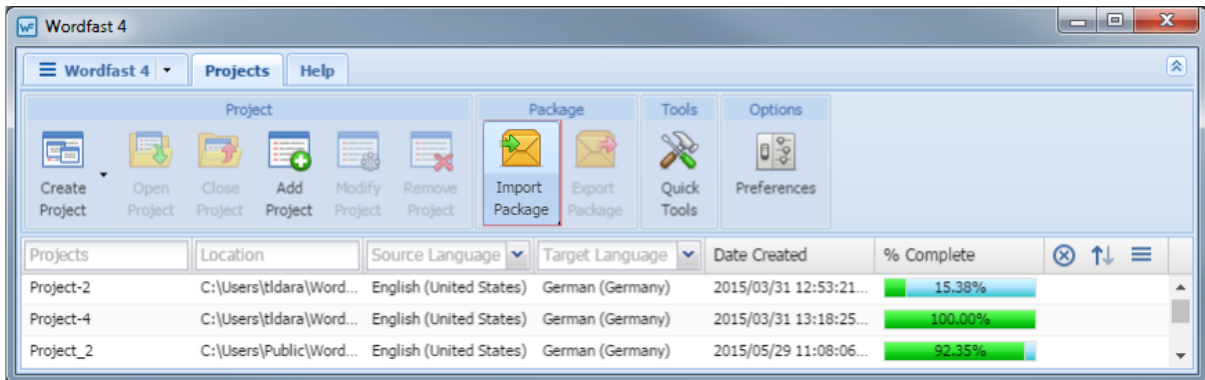 WF Wordfast 4
Wordfast 4 Projects Help
Project Package Tools Options
Create Project Open Project Close Project Add Project Modify Project Remove Project Import Package Export Package Quick Tools Preferences
Projects Location Source Language Target Language Date Created % Complete
Project-2 C:\Users\tldara\Word... English (United States) German (Germany) 2015/03/31 12:53:21... 15.38%
Project-4 C:\Users\tldara\Word... English (United States) German (Germany) 2015/03/31 13:18:25... 100.00%
Project_2 C:\Users\Public\Word... English (United States) German (Germany) 2015/05/29 11:08:06... 92.35%